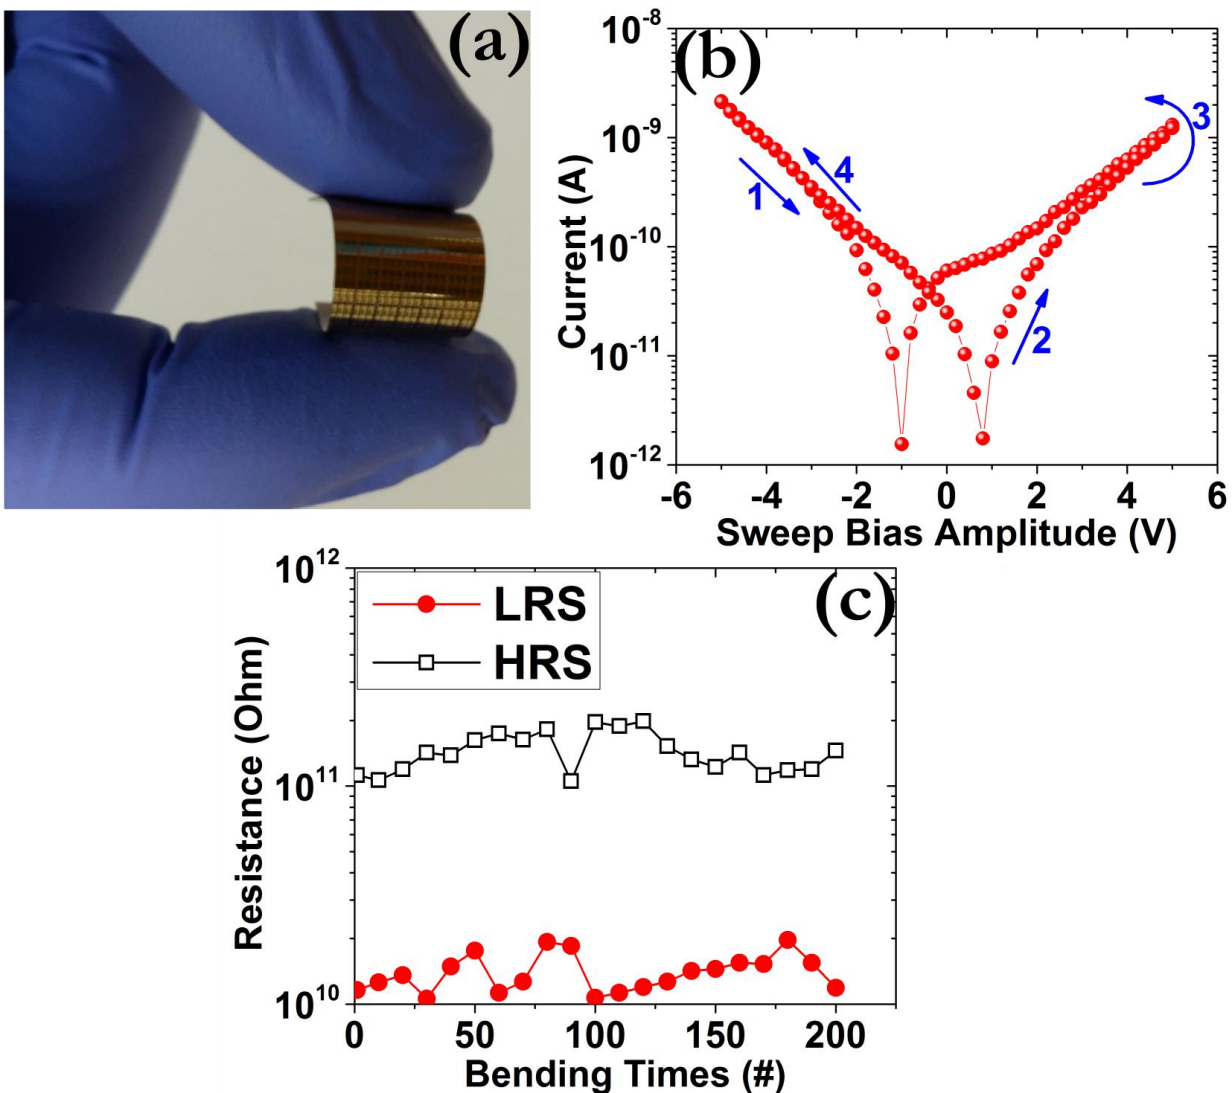 (a)
(b)
10^-8
10^-9
10^-10
10^-11
10^-12
Current (A)
1
4
3
2
-6 -4 -2 0 2 4 6
Sweep Bias Amplitude (V)
(c)
LRS
HRS
10^12
10^11
10^10
Resistance (Ohm)
0 50 100 150 200
Bending Times (#)